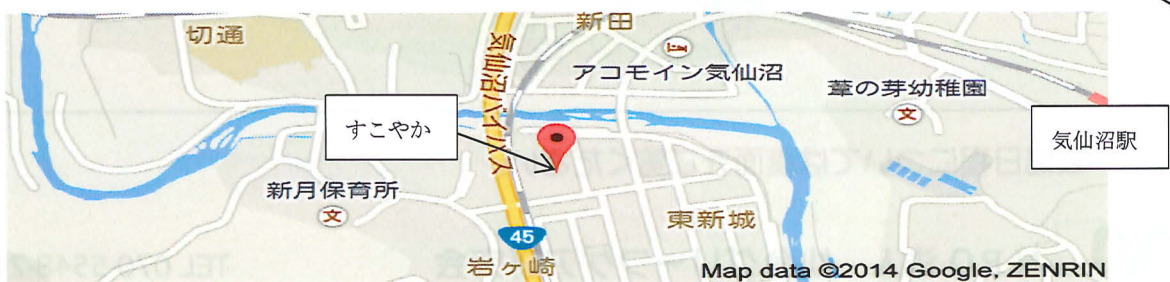 切通
新田
気仙沼バイパス
アコモイン気仙沼
葦の芽幼稚園
文
すこやか
気仙沼駅
新月保育所
文
東新城
45
岩ヶ崎
Map data ©2014 Google, ZENRIN